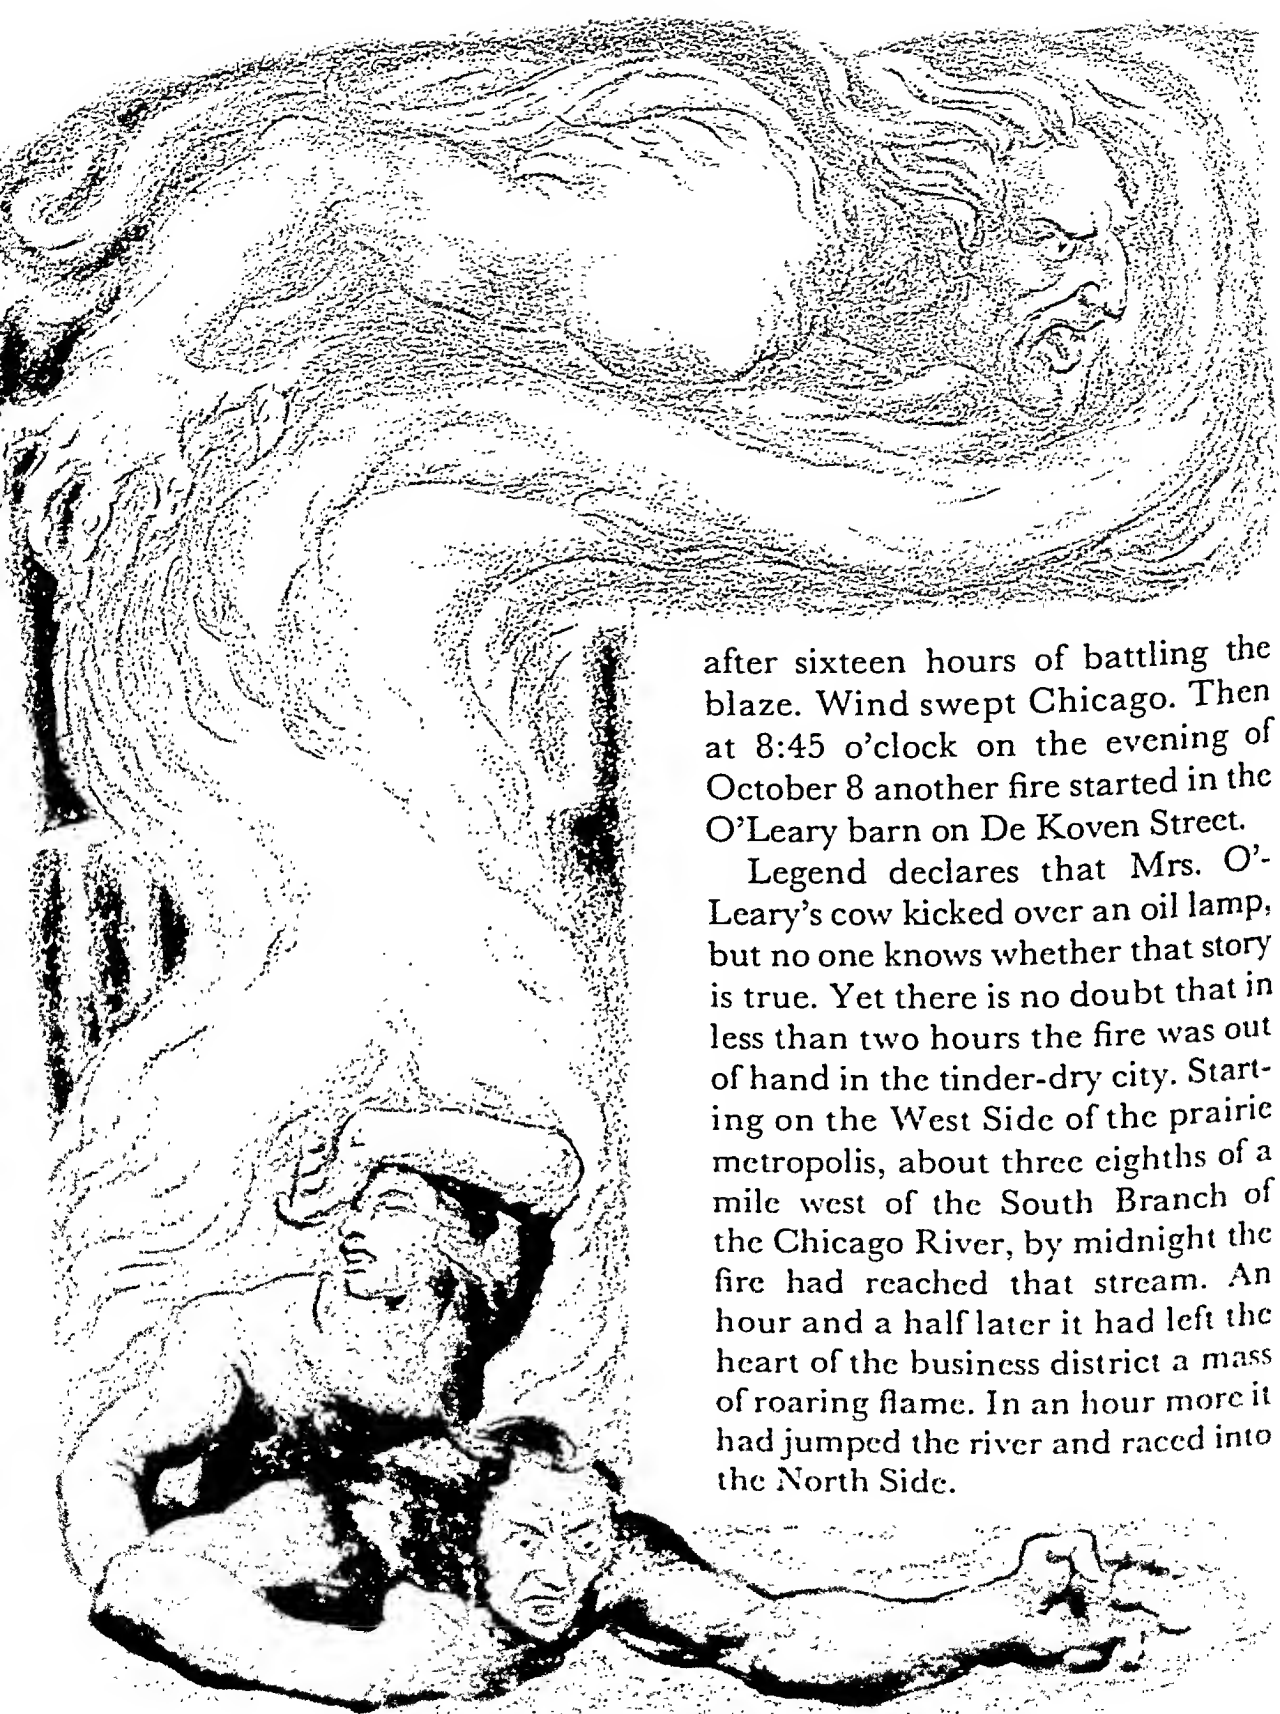 after sixteen hours of battling the
blaze. Wind swept Chicago. Then
at 8:45 o'clock on the evening of
October 8 another fire started in the
O'Leary barn on De Koven Street.
Legend declares that Mrs. O'-
Leary's cow kicked over an oil lamp,
but no one knows whether that story
is true. Yet there is no doubt that in
less than two hours the fire was out
of hand in the tinder-dry city. Start-
ing on the West Side of the prairie
metropolis, about three eighths of a
mile west of the South Branch of
the Chicago River, by midnight the
fire had reached that stream. An
hour and a half later it had left the
heart of the business district a mass
of roaring flame. In an hour more it
had jumped the river and raced into
the North Side.